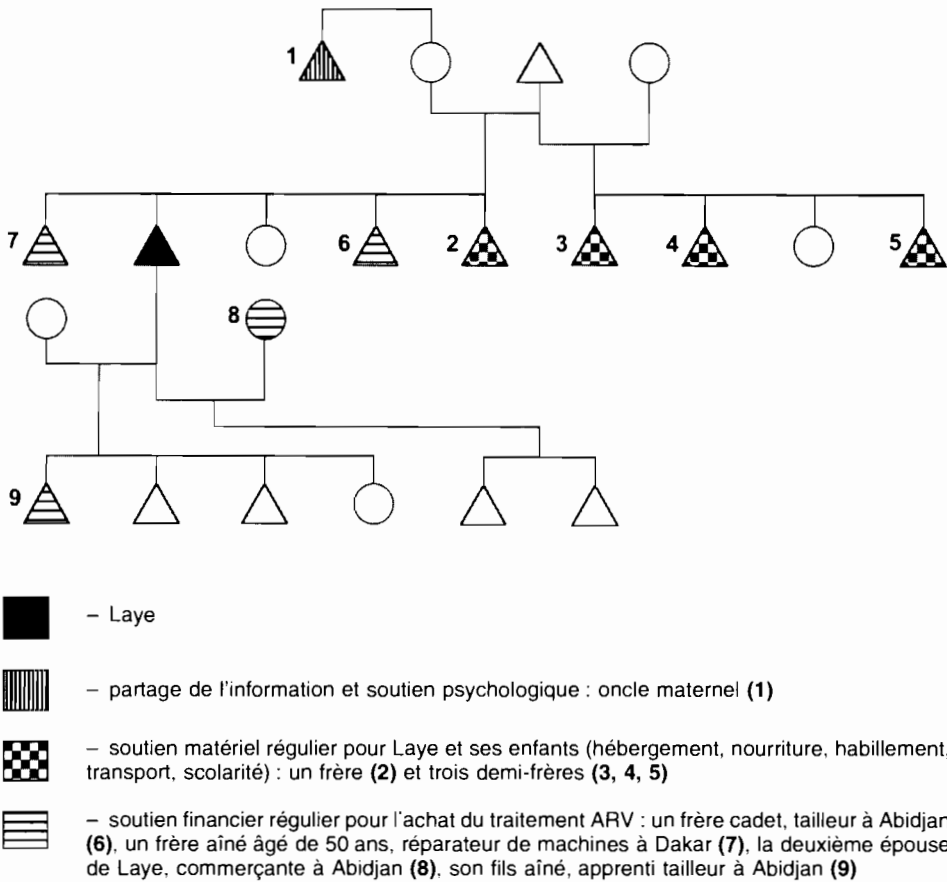 1
7
6
2
3
4
5
8
9
– Laye
– partage de l'information et soutien psychologique : oncle maternel (1)
– soutien matériel régulier pour Laye et ses enfants (hébergement, nourriture, habillement,
transport, scolarité) : un frère (2) et trois demi-frères (3, 4, 5)
– soutien financier régulier pour l'achat du traitement ARV : un frère cadet, tailleur à Abidjan
(6), un frère aîné âgé de 50 ans, réparateur de machines à Dakar (7), la deuxième épouse
de Laye, commerçante à Abidjan (8), son fils aîné, apprenti tailleur à Abidjan (9)